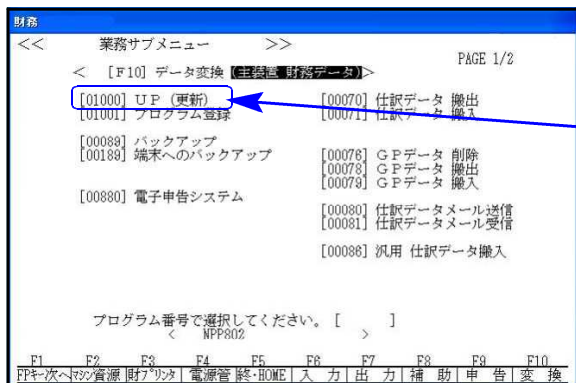 財務
<< 業務サブメニュー >>
PAGE 1/2
< [F10] データ変換 (主装置 財務データ)>
[01000] UP (更新) [00070] 仕訳データ 搬出
[01001] プログラム登録 [00071] 仕訳データ 搬入
[00089] バックアップ
[00189] 端末へのバックアップ [00076] GPデータ 削除
[00078] GPデータ 搬出
[00079] GPデータ 搬入
[00880] 電子申告システム
[00080] 仕訳データメール送信
[00081] 仕訳データメール受信
[00086] 汎用 仕訳データ搬入
プログラム番号で選択してください。 [ ]
< NPP802 >
F1 F2 F3 F4 F5 F6 F7 F8 F9 F10
FPキー次へ マシン資源 財プリンタ 電源管 終・HOME 入 力 出 力 補 助 申 告 変 換